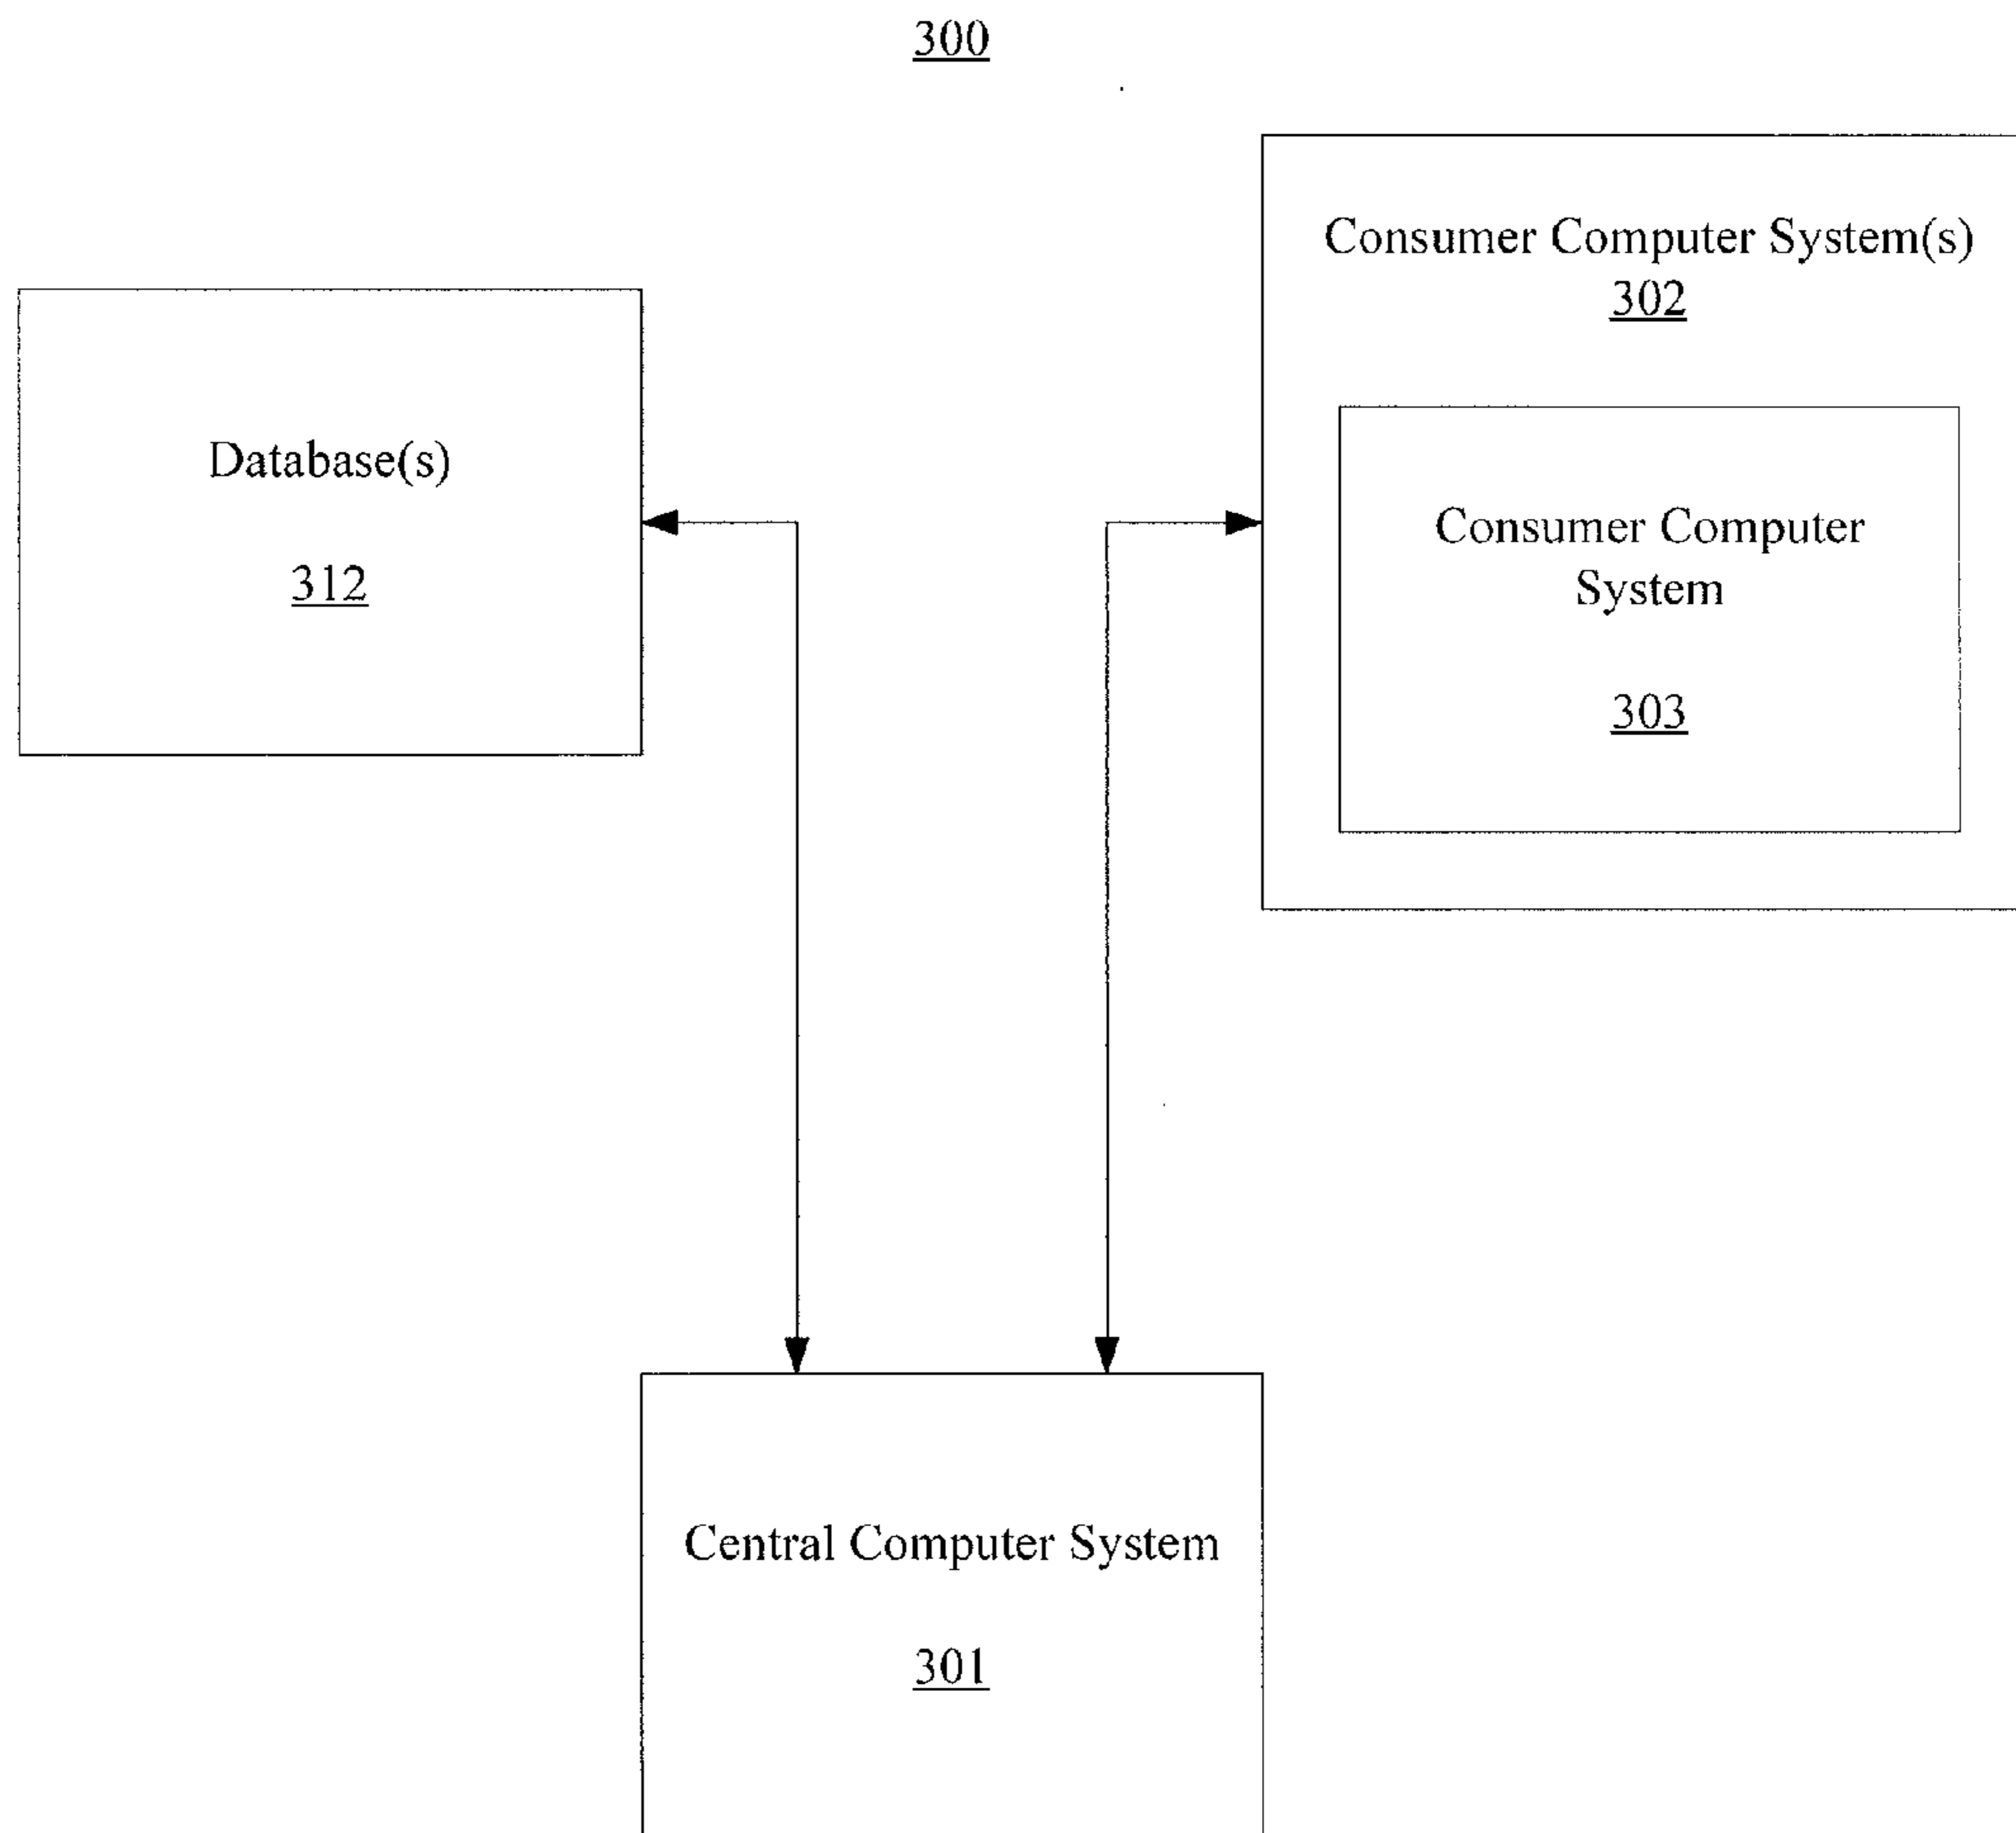 300
Consumer Computer System(s)
302
Database(s)
312
Consumer Computer
System
303
Central Computer System
301